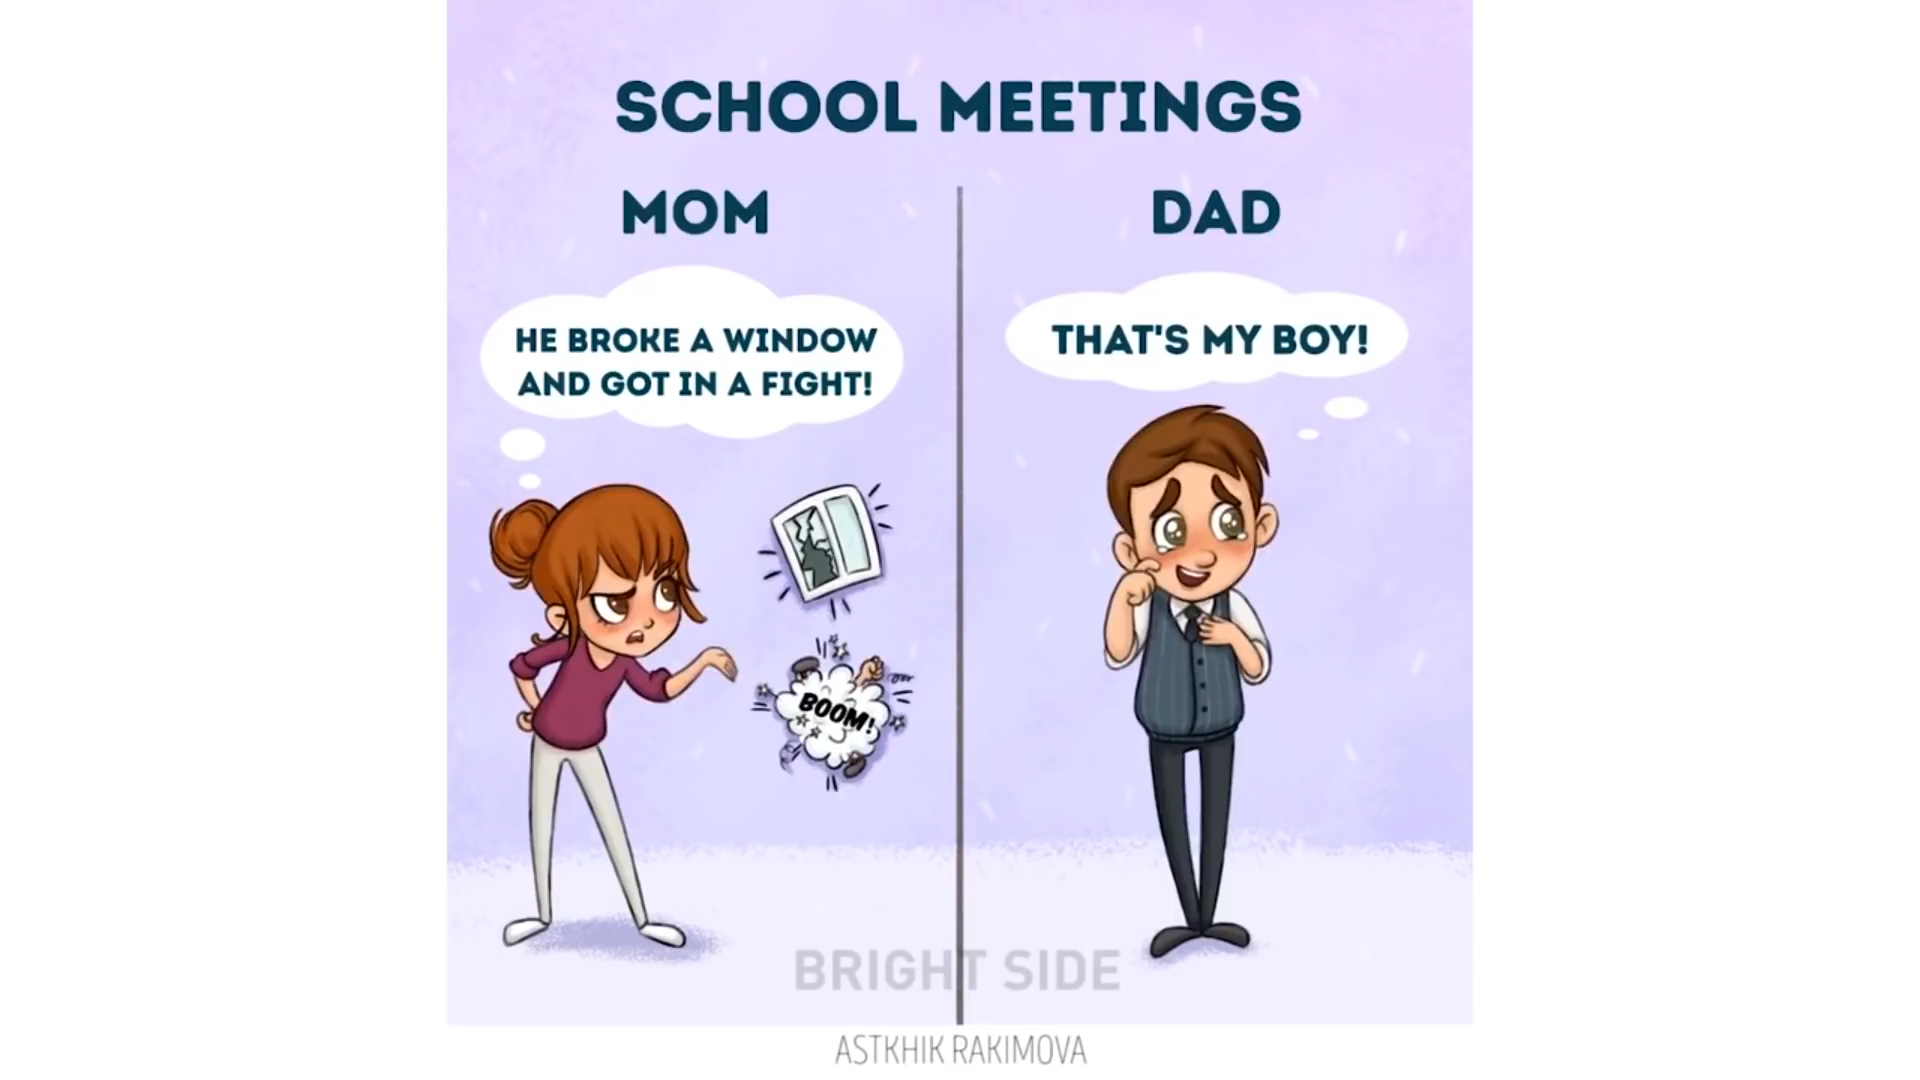 SCHOOL MEETINGS
MOM
DAD
HE BROKE A WINDOW
AND GOT IN A FIGHT!
THAT'S MY BOY!
BOOM!
BRIGHT SIDE
ASTKHIK RAKIMOVA